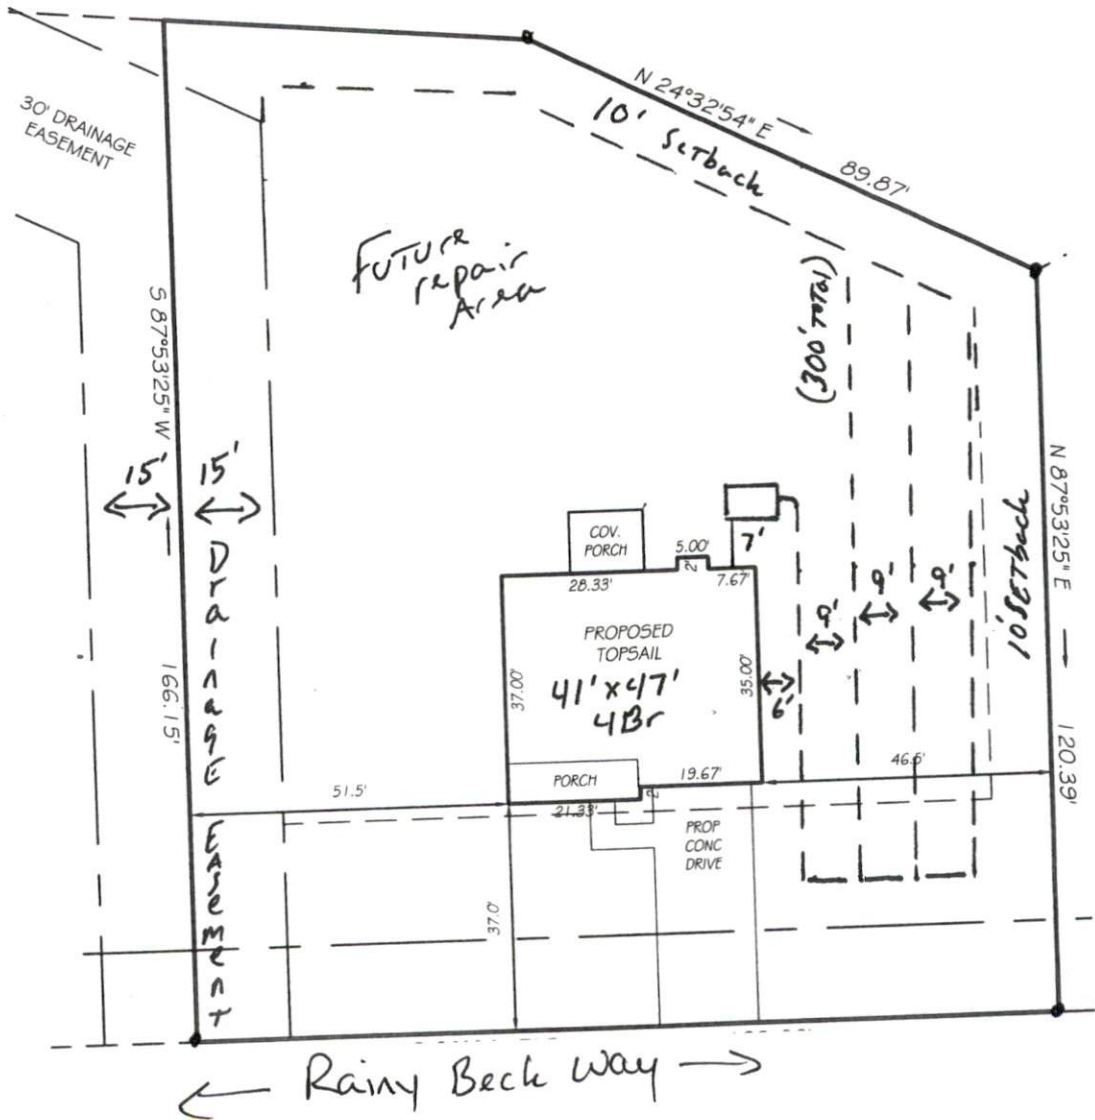 N 24°32'54" E
89.87'
10' Setback
30' DRAINAGE
EASEMENT
Future
repair
Area
(300' TOTAL)
S 87°53'25" W
166.15'
15'
15'
Drainage
Easement
COV.
PORCH
5.00'
2'
7'
28.33'
7.67'
PROPOSED
TOPSAIL
41' x 47'
4Br
37.00'
35.00'
6'
9'
9'
9'
10' Setback
N 87°53'25" E
120.39'
PORCH
19.67'
2'
21.33'
51.5'
46.5'
PROP
CONC
DRIVE
37.0'
Rainy Beck Way